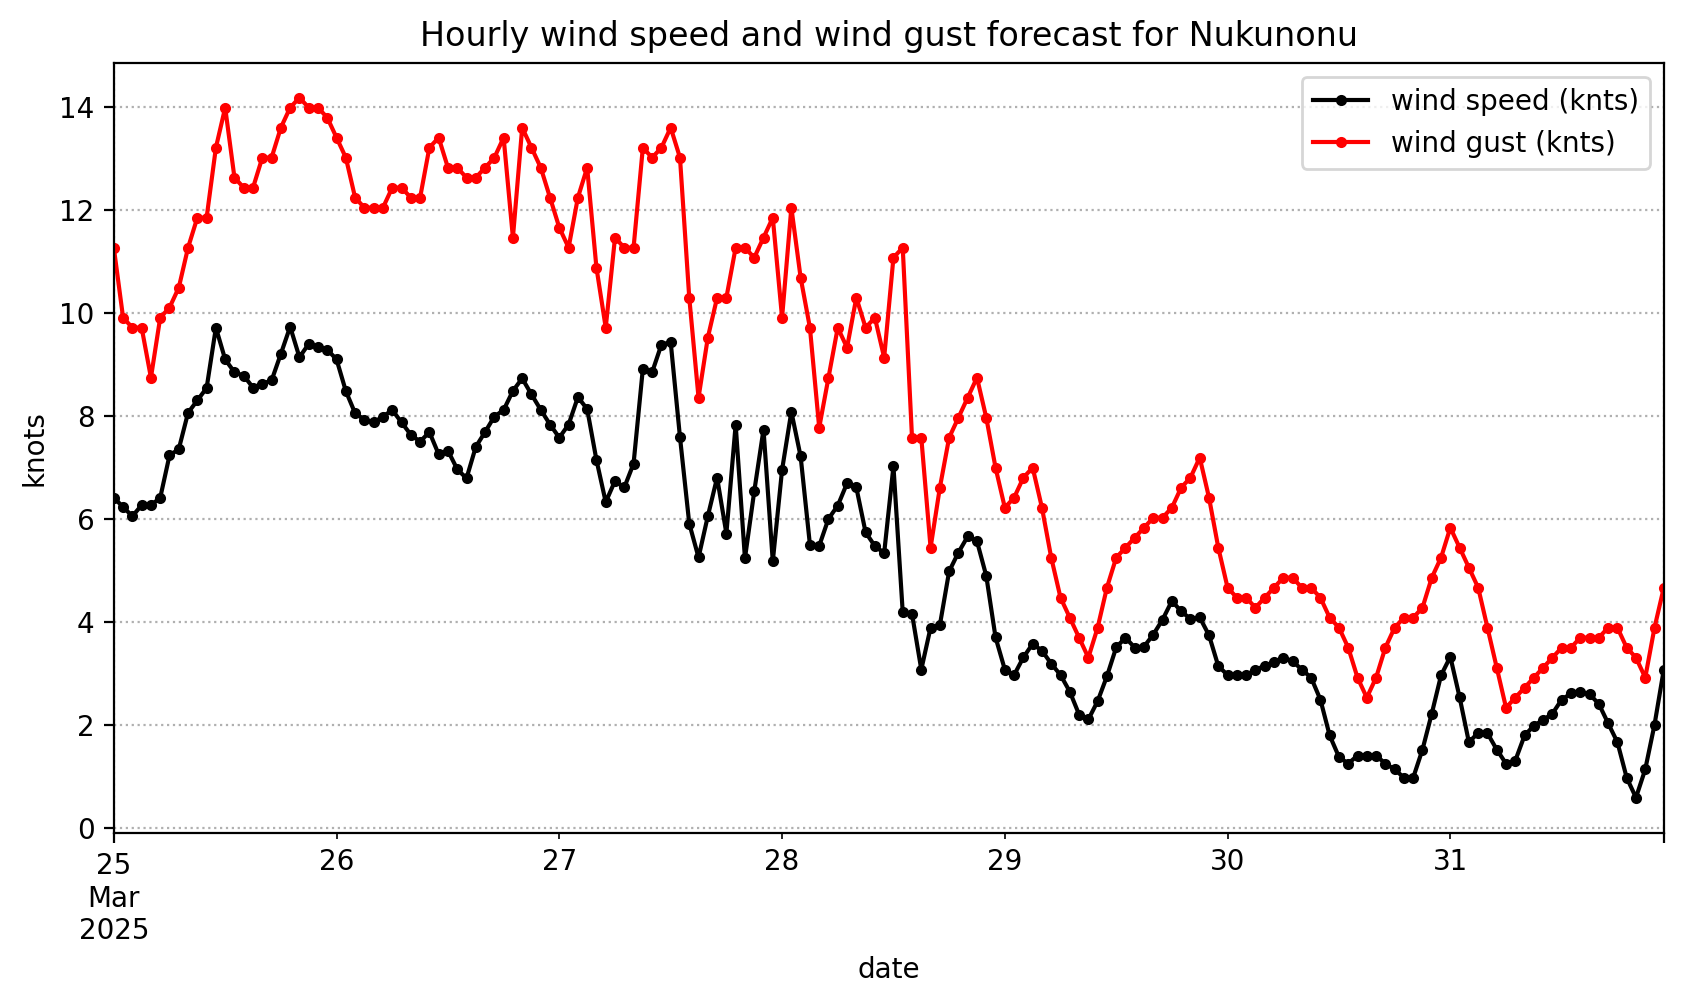 Hourly wind speed and wind gust forecast for Nukunonu
wind speed (knts)
wind gust (knts)
14
12
10
8
6
4
2
0
knots
25
Mar
2025
26
27
28
29
30
31
date